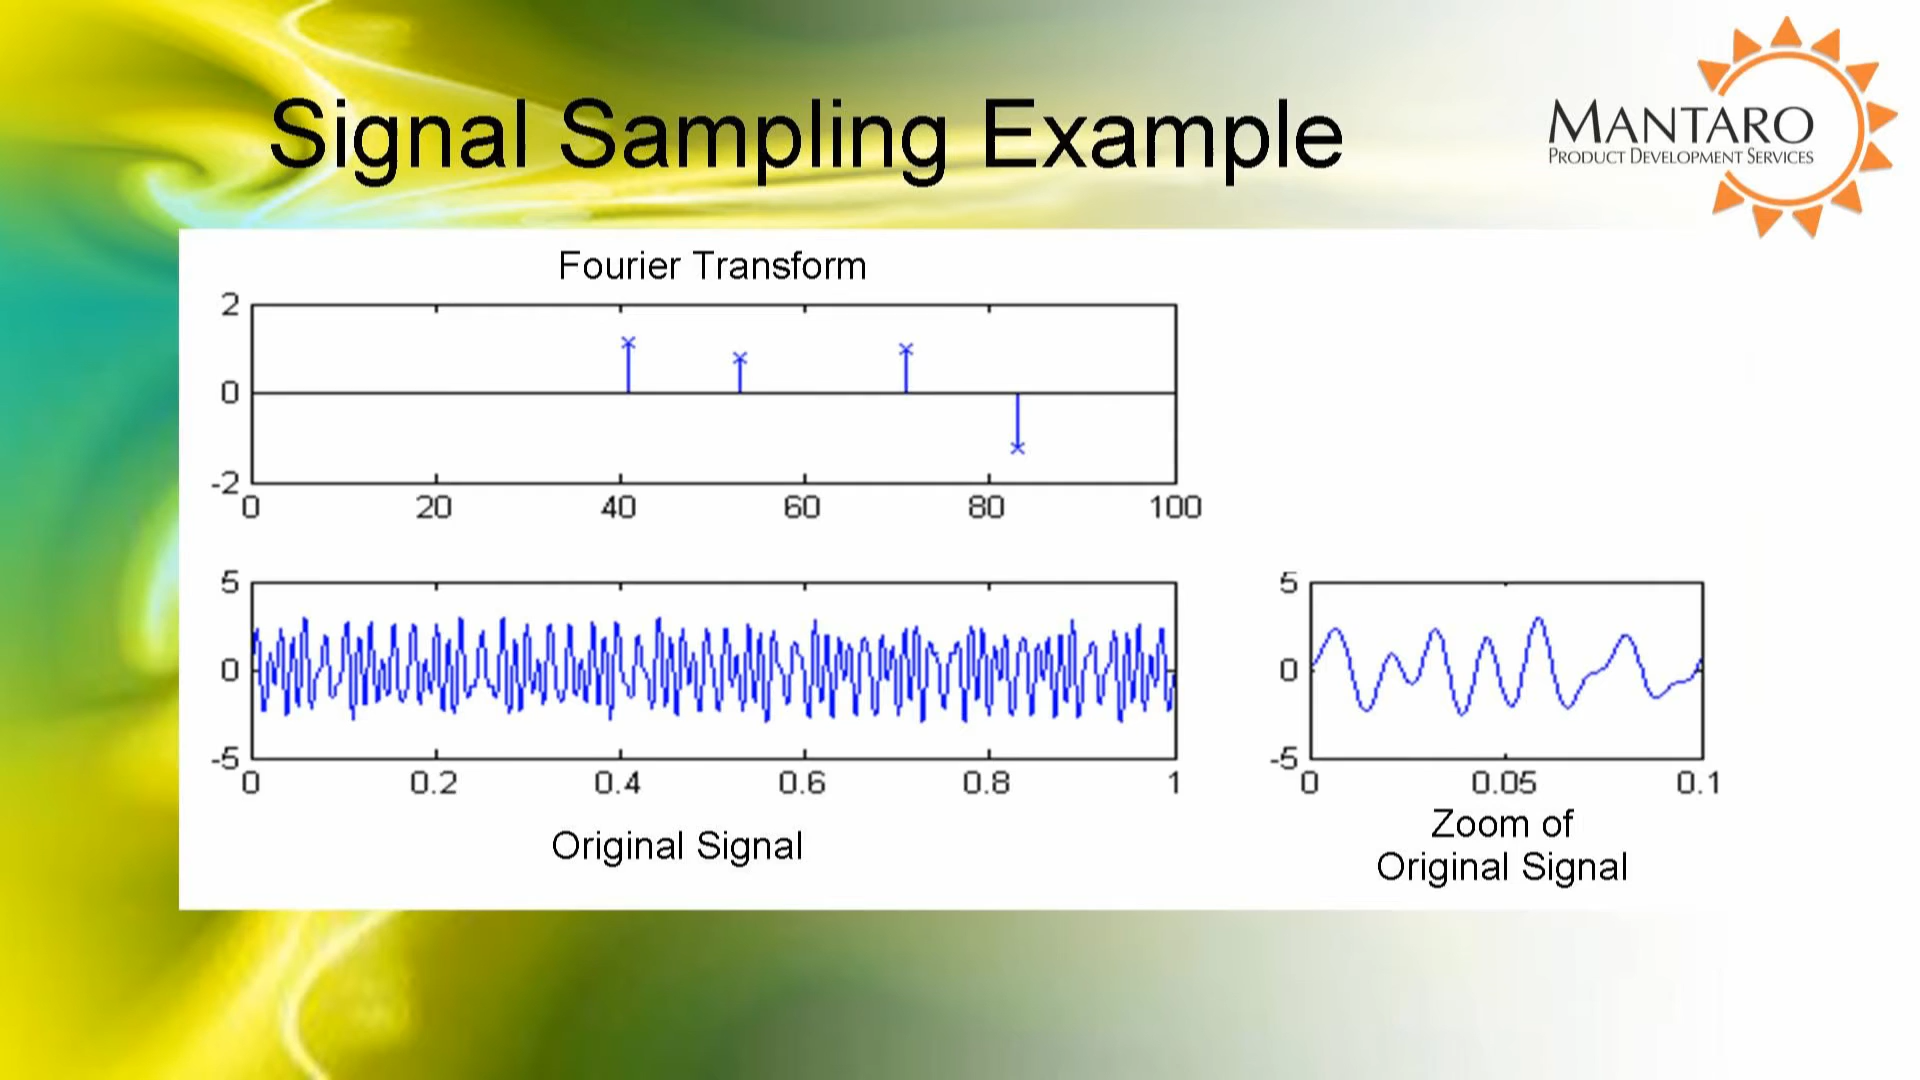 Signal Sampling Example
MANTARO
PRODUCT DEVELOPMENT SERVICES
Fourier Transform
2
0
-2
0 20 40 60 80 100
5
0
-5
0 0.2 0.4 0.6 0.8 1
Original Signal
5
0
-5
0 0.05 0.1
Zoom of
Original Signal